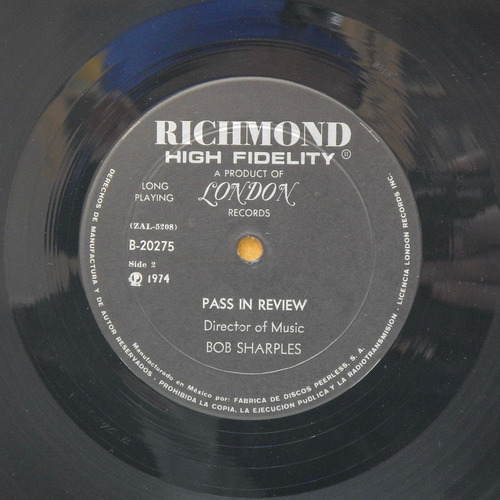 RICHMOND
HIGH FIDELITY ®
A PRODUCT OF
LONDON
RECORDS
LONG
PLAYING
(ZAL-5208)
B-20275
Side 2
Ⓟ 1974
PASS IN REVIEW
Director of Music
BOB SHARPLES
DERECHOS DE MANUFACTURA Y DE AUTOR RESERVADOS - PROHIBIDA LA COPIA, LA EJECUCION PUBLICA Y LA RADIOTRANSMISION - LICENCIA LONDON RECORDS INC.
Manufacturado en México por: FABRICA DE DISCOS PEERLESS, S. A.